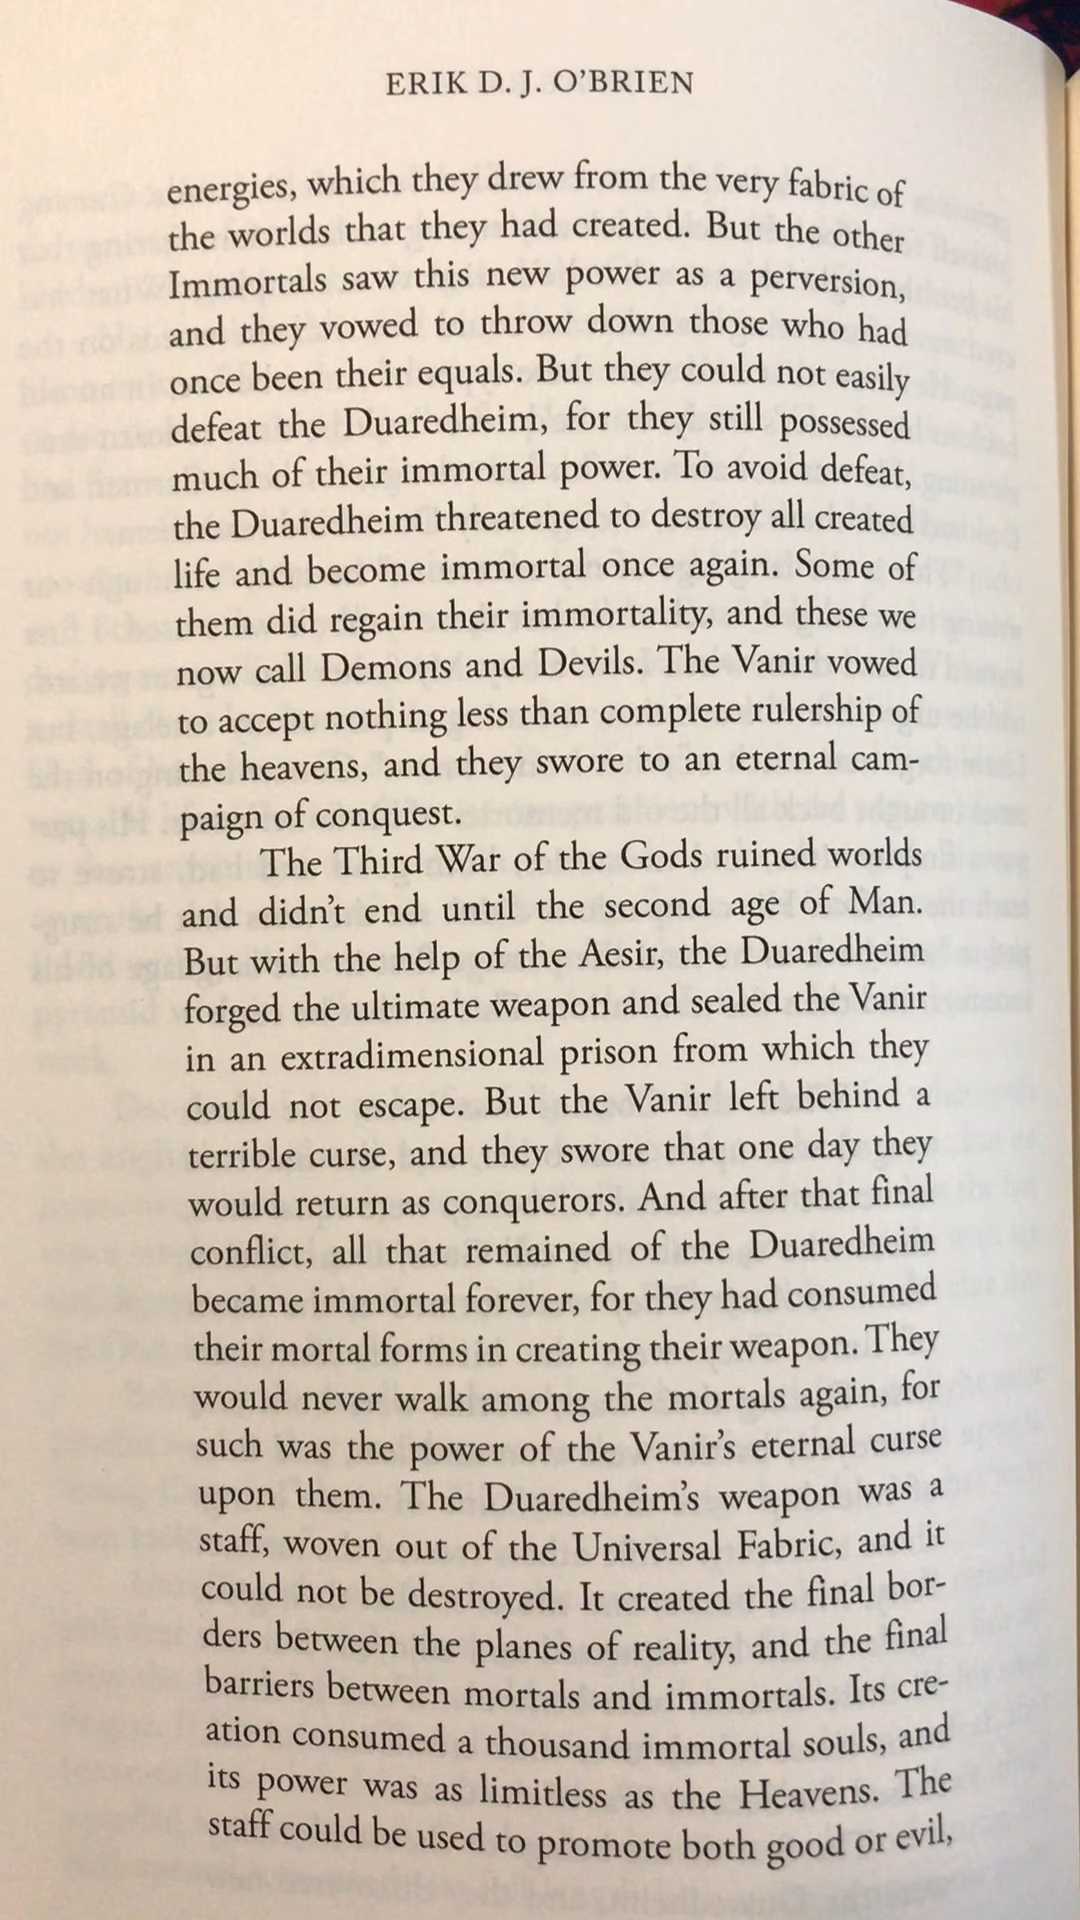 ERIK D. J. O'BRIEN
energies, which they drew from the very fabric of
the worlds that they had created. But the other
Immortals saw this new power as a perversion,
and they vowed to throw down those who had
once been their equals. But they could not easily
defeat the Duaredheim, for they still possessed
much of their immortal power. To avoid defeat,
the Duaredheim threatened to destroy all created
life and become immortal once again. Some of
them did regain their immortality, and these we
now call Demons and Devils. The Vanir vowed
to accept nothing less than complete rulership of
the heavens, and they swore to an eternal cam-
paign of conquest.
The Third War of the Gods ruined worlds
and didn't end until the second age of Man.
But with the help of the Aesir, the Duaredheim
forged the ultimate weapon and sealed the Vanir
in an extradimensional prison from which they
could not escape. But the Vanir left behind a
terrible curse, and they swore that one day they
would return as conquerors. And after that final
conflict, all that remained of the Duaredheim
became immortal forever, for they had consumed
their mortal forms in creating their weapon. They
would never walk among the mortals again, for
such was the power of the Vanir's eternal curse
upon them. The Duaredheim's weapon was a
staff, woven out of the Universal Fabric, and it
could not be destroyed. It created the final bor-
ders between the planes of reality, and the final
barriers between mortals and immortals. Its cre-
ation consumed a thousand immortal souls, and
its power was as limitless as the Heavens. The
staff could be used to promote both good or evil,